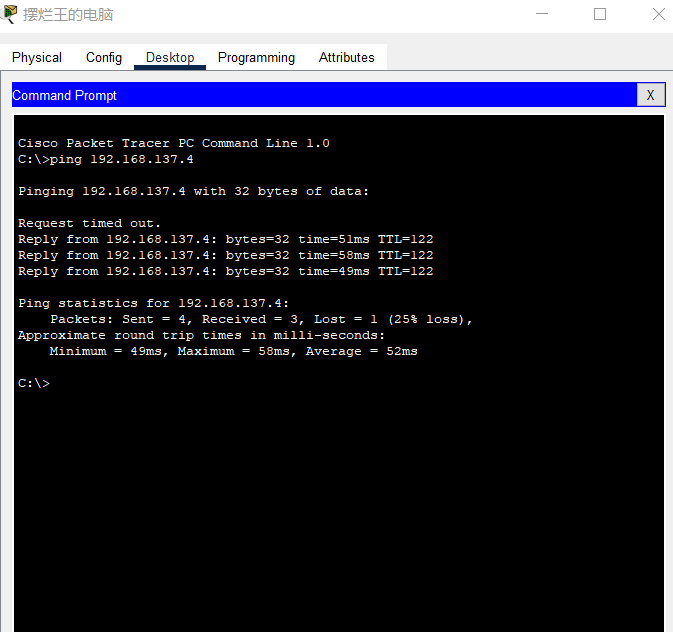 摆烂王的电脑
Physical Config Desktop Programming Attributes
Command Prompt X
Cisco Packet Tracer PC Command Line 1.0
C:\>ping 192.168.137.4
Pinging 192.168.137.4 with 32 bytes of data:
Request timed out.
Reply from 192.168.137.4: bytes=32 time=51ms TTL=122
Reply from 192.168.137.4: bytes=32 time=58ms TTL=122
Reply from 192.168.137.4: bytes=32 time=49ms TTL=122
Ping statistics for 192.168.137.4:
Packets: Sent = 4, Received = 3, Lost = 1 (25% loss),
Approximate round trip times in milli-seconds:
Minimum = 49ms, Maximum = 58ms, Average = 52ms
C:\>